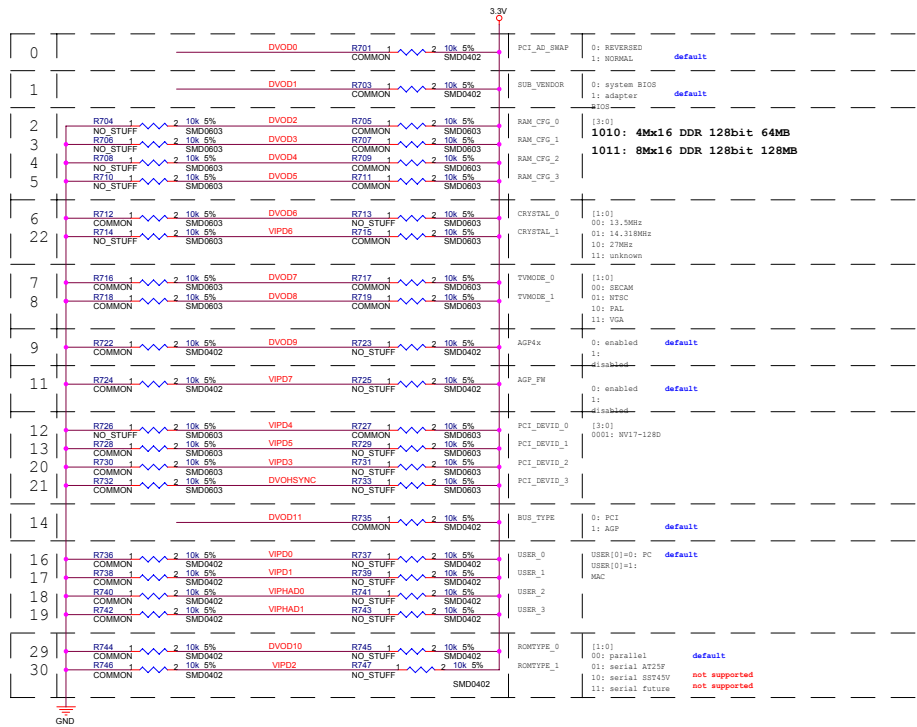 3.3V
0 DVOD0 R701 1 2 10k 5% COMMON SMD0402 PCI_AD_SWAP 0: REVERSED
1: NORMAL default
1 DVOD1 R703 1 2 10k 5% COMMON SMD0402 SUB_VENDOR 0: system BIOS
1: adapter default
BIOS
2 R704 1 2 10k 5% NO_STUFF SMD0603 DVOD2 R705 1 2 10k 5% COMMON SMD0603 RAM_CFG_0 [3:0]
1010: 4Mx16 DDR 128bit 64MB
3 R706 1 2 10k 5% NO_STUFF SMD0603 DVOD3 R707 1 2 10k 5% COMMON SMD0603 RAM_CFG_1
1011: 8Mx16 DDR 128bit 128MB
4 R708 1 2 10k 5% NO_STUFF SMD0603 DVOD4 R709 1 2 10k 5% COMMON SMD0603 RAM_CFG_2
5 R710 1 2 10k 5% NO_STUFF SMD0603 DVOD5 R711 1 2 10k 5% COMMON SMD0603 RAM_CFG_3
6 R712 1 2 10k 5% COMMON SMD0603 DVOD6 R713 1 2 10k 5% NO_STUFF SMD0603 CRYSTAL_0 [1:0]
00: 13.5MHz
22 R714 1 2 10k 5% NO_STUFF SMD0603 VIPD6 R715 1 2 10k 5% COMMON SMD0603 CRYSTAL_1 01: 14.318MHz
10: 27MHz
11: unknown
7 R716 1 2 10k 5% COMMON SMD0603 DVOD7 R717 1 2 10k 5% COMMON SMD0603 TVMODE_0 [1:0]
00: SECAM
8 R718 1 2 10k 5% COMMON SMD0603 DVOD8 R719 1 2 10k 5% COMMON SMD0603 TVMODE_1 01: NTSC
10: PAL
11: VGA
9 R722 1 2 10k 5% COMMON SMD0402 DVOD9 R723 1 2 10k 5% NO_STUFF SMD0402 AGP4x 0: enabled default
1:
disabled
11 R724 1 2 10k 5% COMMON SMD0402 VIPD7 R725 1 2 10k 5% NO_STUFF SMD0402 AGP_FW 0: enabled default
1:
disabled
12 R726 1 2 10k 5% NO_STUFF SMD0603 VIPD4 R727 1 2 10k 5% COMMON SMD0603 PCI_DEVID_0 [3:0]
0001: NV17-128D
13 R728 1 2 10k 5% COMMON SMD0603 VIPD5 R729 1 2 10k 5% NO_STUFF SMD0603 PCI_DEVID_1
20 R730 1 2 10k 5% COMMON SMD0603 VIPD3 R731 1 2 10k 5% NO_STUFF SMD0603 PCI_DEVID_2
21 R732 1 2 10k 5% COMMON SMD0603 DVOHSYNC R733 1 2 10k 5% NO_STUFF SMD0603 PCI_DEVID_3
14 DVOD11 R735 1 2 10k 5% COMMON SMD0402 BUS_TYPE 0: PCI
1: AGP default
16 R736 1 2 10k 5% COMMON SMD0402 VIPD0 R737 1 2 10k 5% NO_STUFF SMD0402 USER_0 USER[0]=0: PC default
USER[0]=1:
17 R738 1 2 10k 5% COMMON SMD0402 VIPD1 R739 1 2 10k 5% NO_STUFF SMD0402 USER_1 MAC
18 R740 1 2 10k 5% COMMON SMD0402 VIPHAD0 R741 1 2 10k 5% NO_STUFF SMD0402 USER_2
19 R742 1 2 10k 5% COMMON SMD0402 VIPHAD1 R743 1 2 10k 5% NO_STUFF SMD0402 USER_3
29 R744 1 2 10k 5% COMMON SMD0402 DVOD10 R745 1 2 10k 5% NO_STUFF SMD0402 ROMTYPE_0 [1:0]
00: parallel default
30 R746 1 2 10k 5% COMMON SMD0402 VIPD2 R747 1 2 10k 5% NO_STUFF SMD0402 ROMTYPE_1 01: serial AT25F
10: serial SST45V not supported
11: serial future not supported
GND